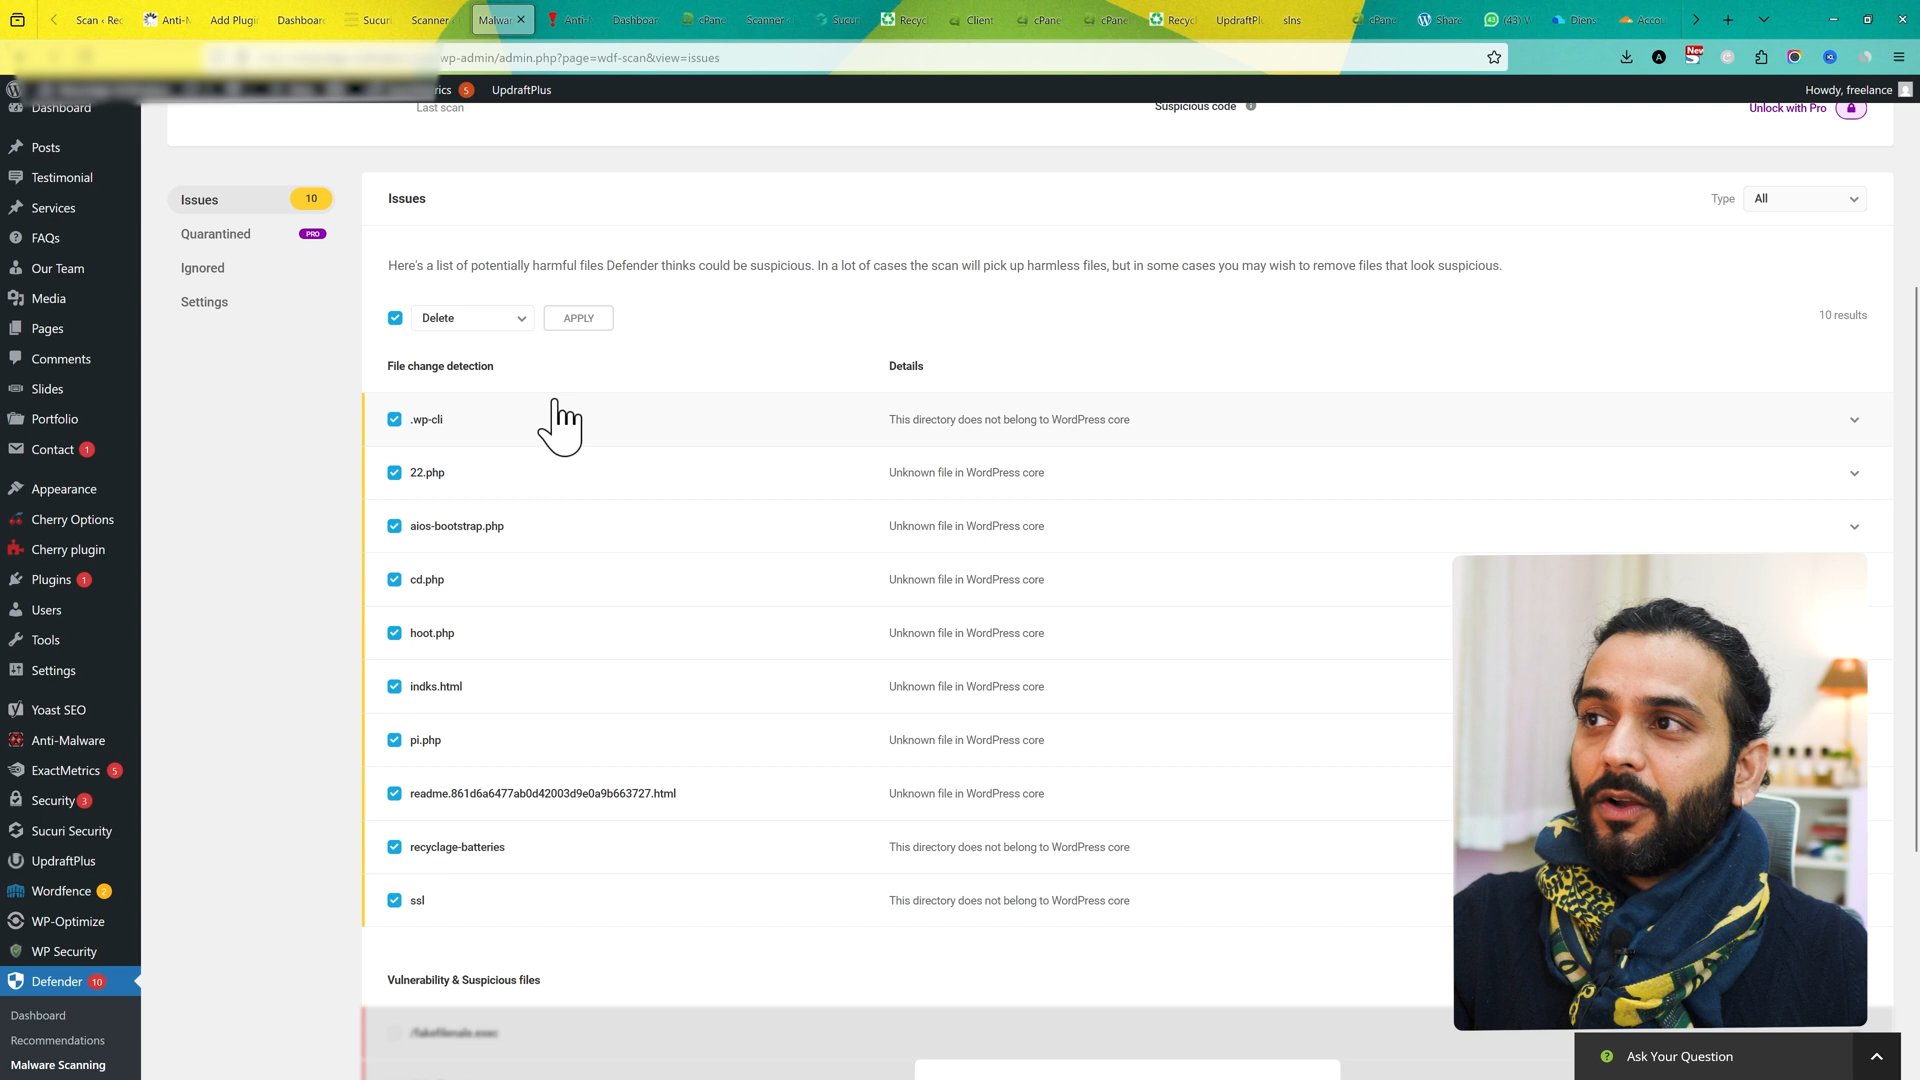 Scan ‹ Rec
Anti-M
Add Plugi
Dashboard
Sucur
Scanner
Malwar
Anti-
Dashboar
cPane
Scanner
Sucur
Recyc
Client
cPane
cPane
Recyc
UpdraftPlu
slns
cPane
Share
(43) V
Diens
Accou
wp-admin/admin.php?page=wdf-scan&view=issues
New
rics 5 UpdraftPlus
Howdy, freelance
Dashboard
Last scan
Suspicious code
Unlock with Pro
Posts
Testimonial
Services
FAQs
Our Team
Media
Pages
Comments
Slides
Portfolio
Contact 1
Appearance
Cherry Options
Cherry plugin
Plugins 1
Users
Tools
Settings
Yoast SEO
Anti-Malware
ExactMetrics 5
Security 3
Sucuri Security
UpdraftPlus
Wordfence 2
WP-Optimize
WP Security
Defender 10
Dashboard
Recommendations
Malware Scanning
Issues 10
Quarantined PRO
Ignored
Settings
Issues
Type All
Here's a list of potentially harmful files Defender thinks could be suspicious. In a lot of cases the scan will pick up harmless files, but in some cases you may wish to remove files that look suspicious.
Delete APPLY
10 results
File change detection Details
.wp-cli This directory does not belong to WordPress core
22.php Unknown file in WordPress core
aios-bootstrap.php Unknown file in WordPress core
cd.php Unknown file in WordPress core
hoot.php Unknown file in WordPress core
indks.html Unknown file in WordPress core
pi.php Unknown file in WordPress core
readme.861d6a6477ab0d42003d9e0a9b663727.html Unknown file in WordPress core
recyclage-batteries This directory does not belong to WordPress core
ssl This directory does not belong to WordPress core
Vulnerability & Suspicious files
Ask Your Question